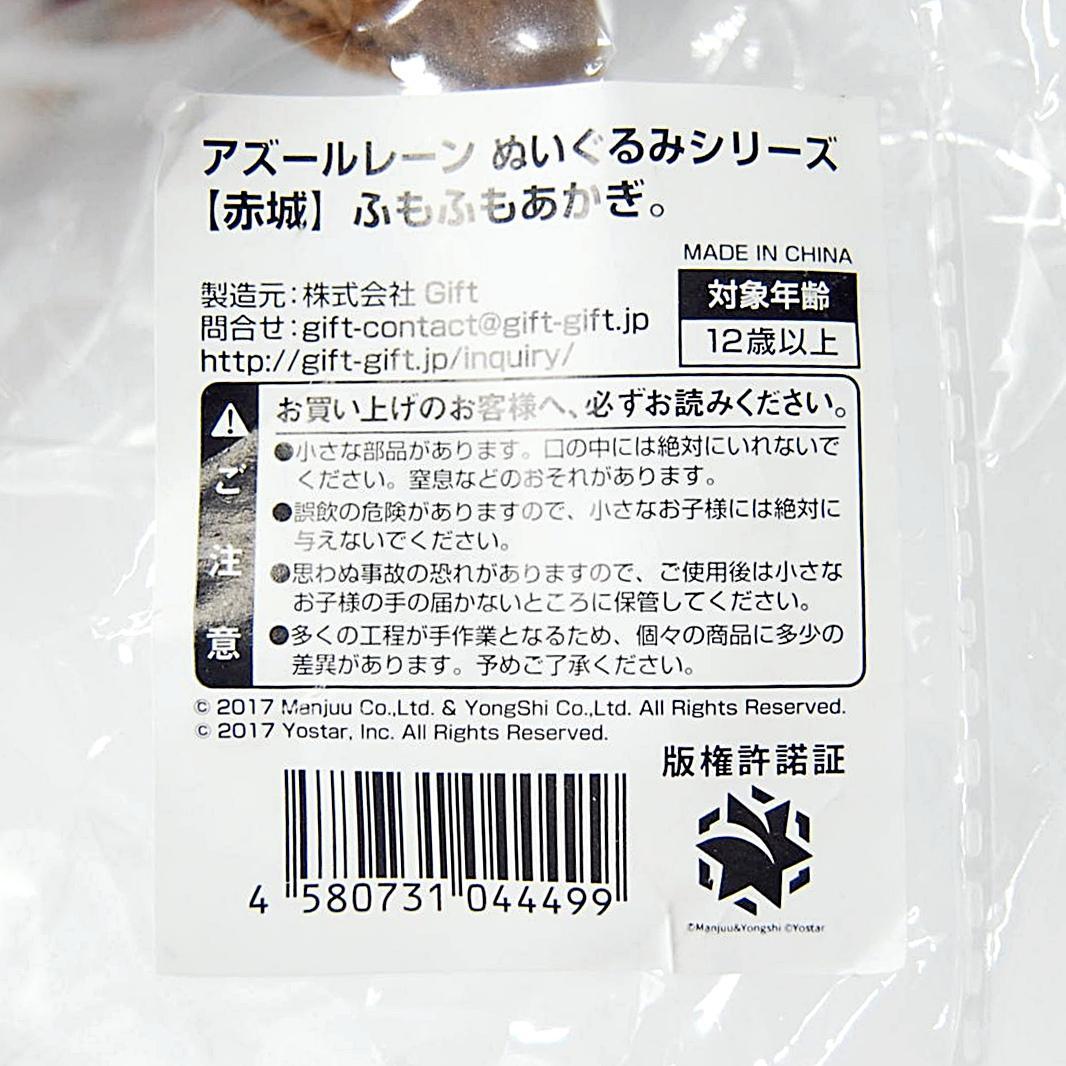 アズールレーン ぬいぐるみシリーズ
【赤城】ふもふもあかぎ。
MADE IN CHINA
対象年齢
12歳以上
製造元:株式会社 Gift
問合せ:gift-contact@gift-gift.jp
http://gift-gift.jp/inquiry/
ご注意
お買い上げのお客様へ、必ずお読みください。
●小さな部品があります。口の中には絶対にいれないで
ください。窒息などのおそれがあります。
●誤飲の危険がありますので、小さなお子様には絶対に
与えないでください。
●思わぬ事故の恐れがありますので、ご使用後は小さな
お子様の手の届かないところに保管してください。
●多くの工程が手作業となるため、個々の商品に多少の
差異があります。予めご了承ください。
© 2017 Manjuu Co.,Ltd. & YongShi Co.,Ltd. All Rights Reserved.
© 2017 Yostar, Inc. All Rights Reserved.
版権許諾証
4 580731 044499
©Manjuu&Yongshi ©Yostar